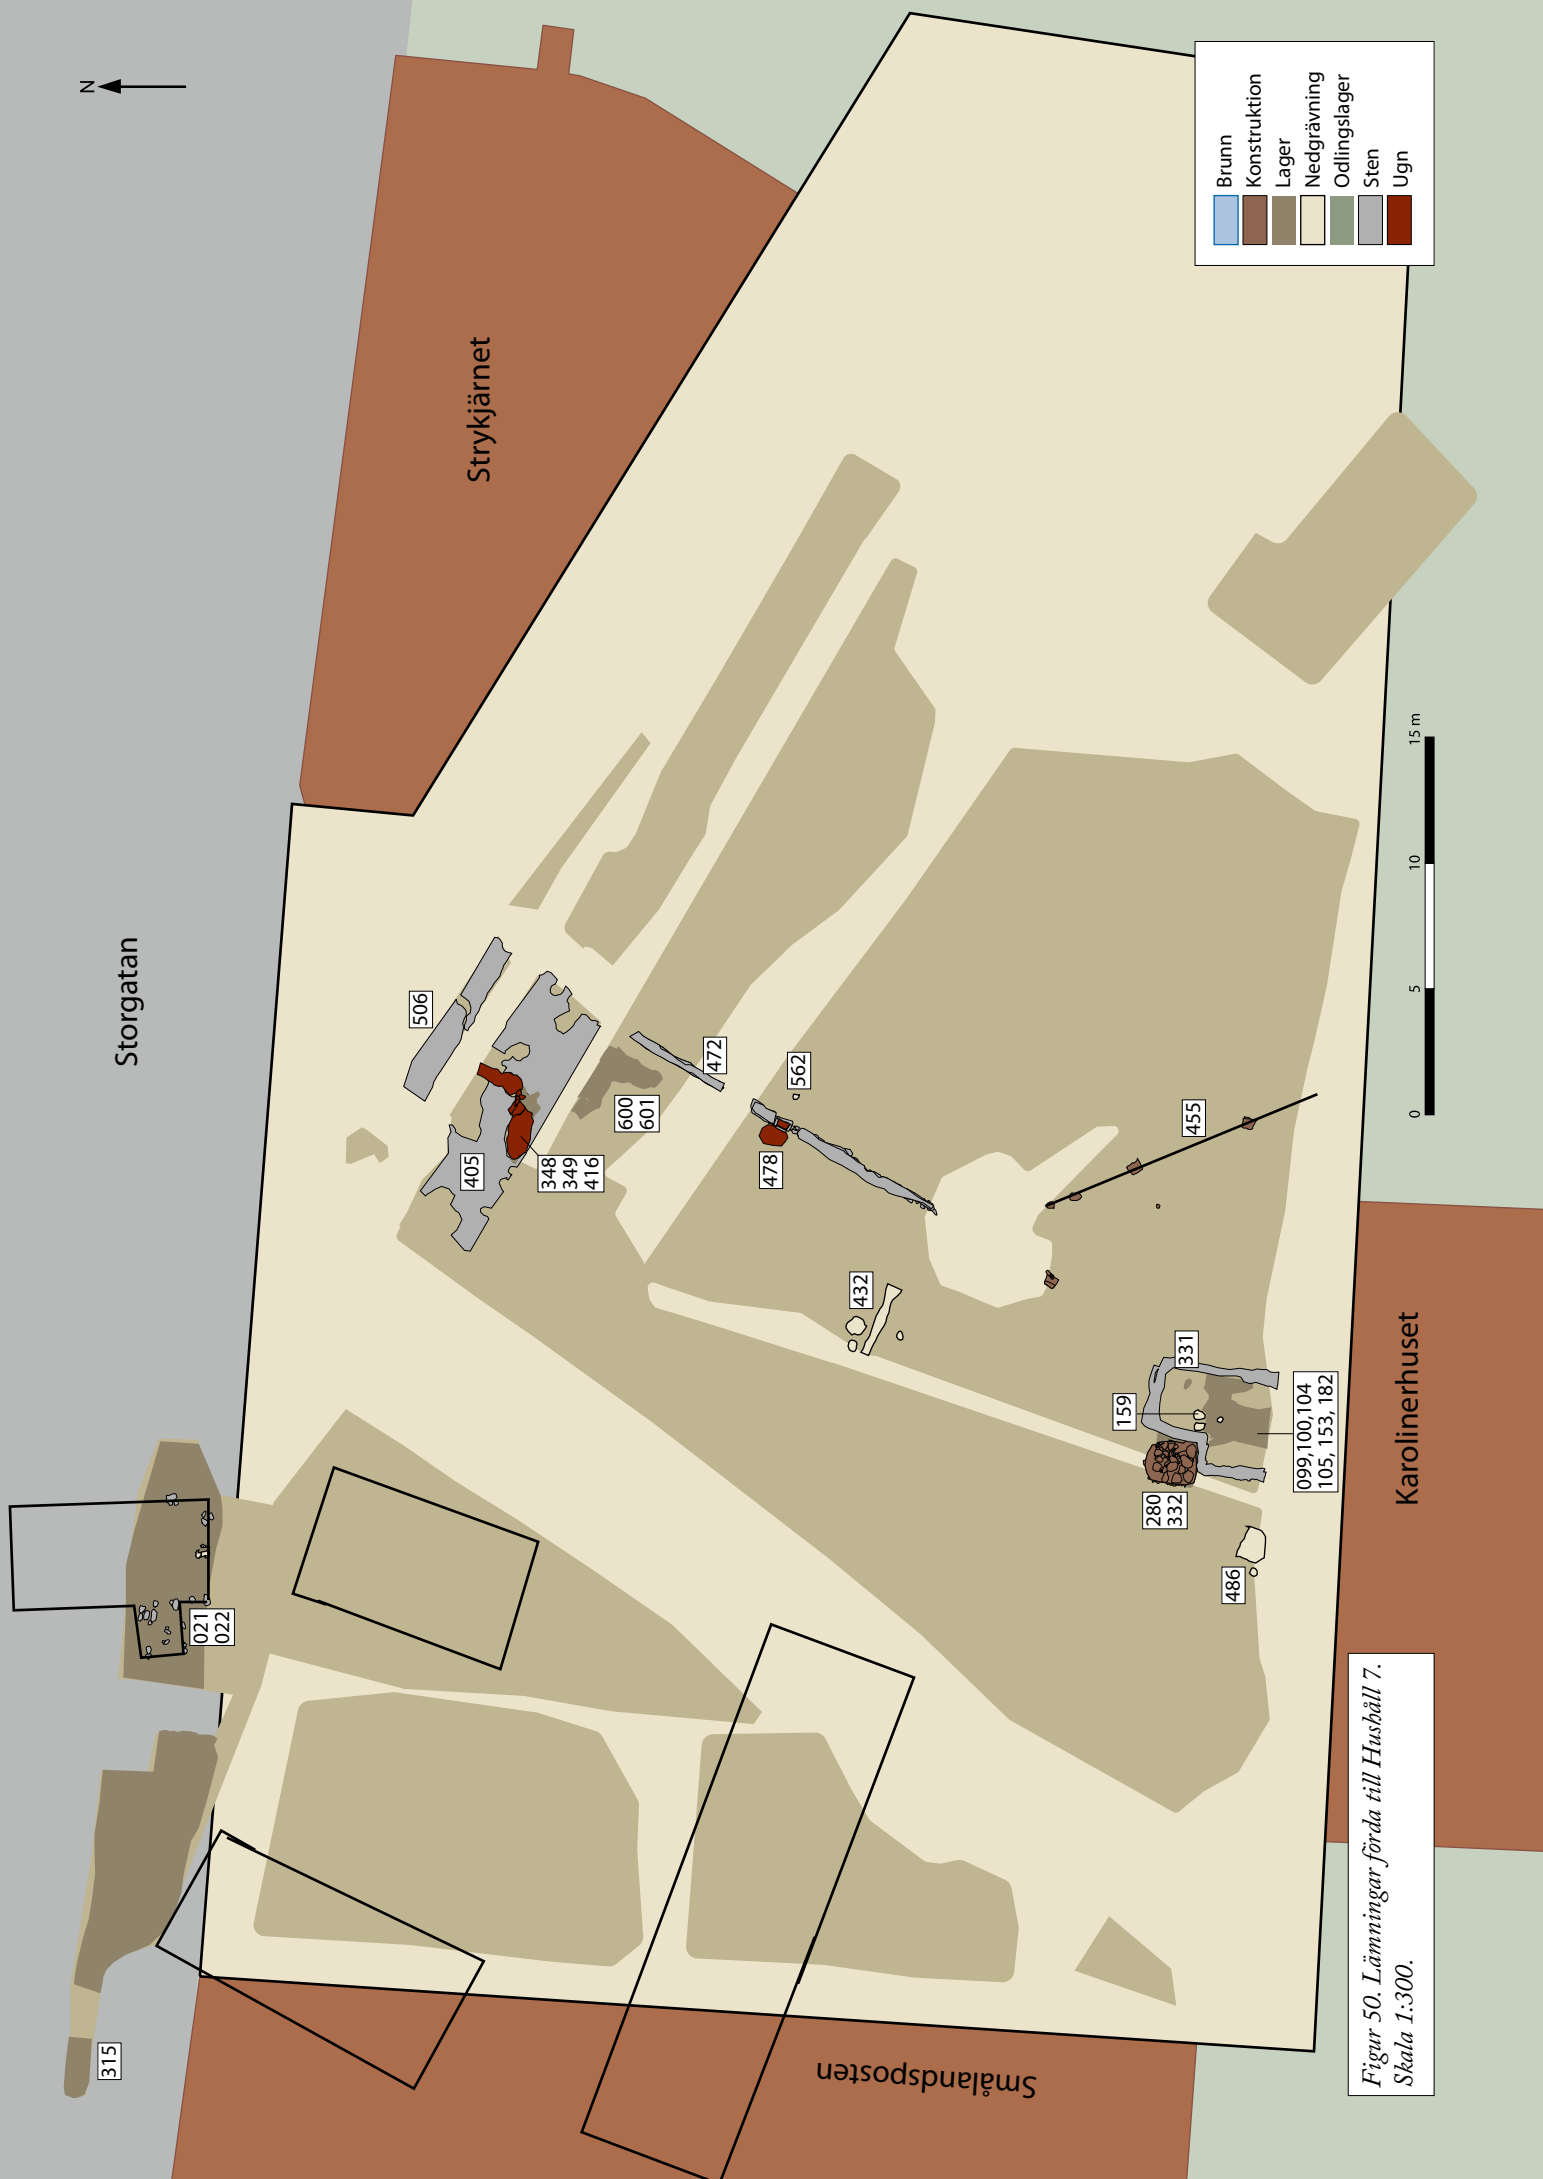 Storgatan
N
Strykjärnet
315
021
022
506
405
348
349
416
600
601
472
562
478
432
455
159
331
280
332
099,100,104
105, 153, 182
486
Smålandsposten
Karolinerhuset
0
5
10
15 m
Brunn
Konstruktion
Lager
Nedgrävning
Odlingslager
Sten
Ugn
Figur 50. Lämningar förda till Hushåll 7.
Skala 1:300.